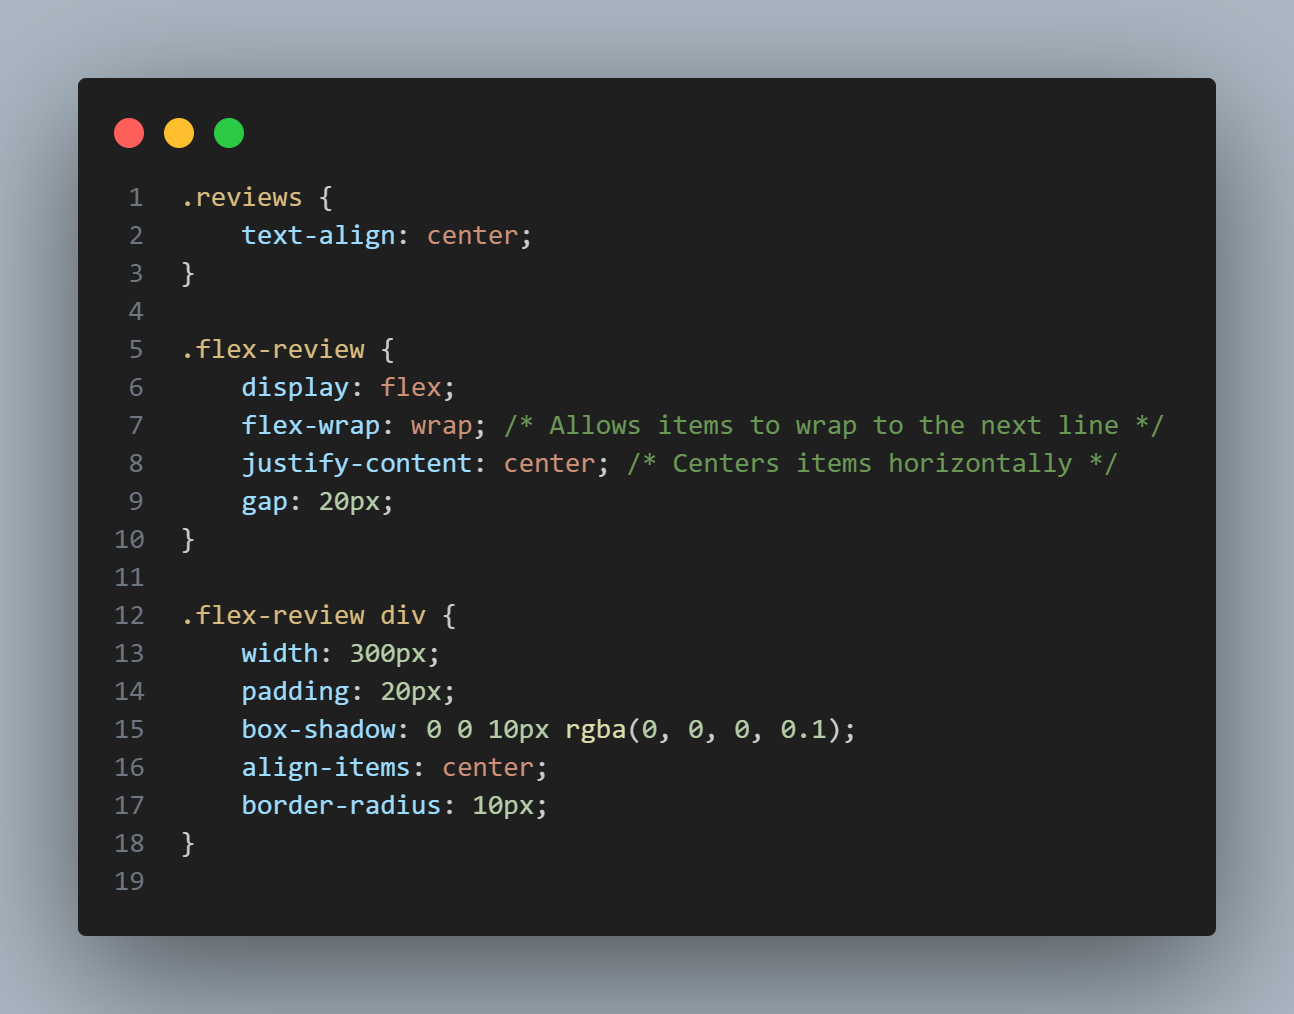 1 .reviews {
2     text-align: center;
3 }
4
5 .flex-review {
6     display: flex;
7     flex-wrap: wrap; /* Allows items to wrap to the next line */
8     justify-content: center; /* Centers items horizontally */
9     gap: 20px;
10 }
11
12 .flex-review div {
13     width: 300px;
14     padding: 20px;
15     box-shadow: 0 0 10px rgba(0, 0, 0, 0.1);
16     align-items: center;
17     border-radius: 10px;
18 }
19